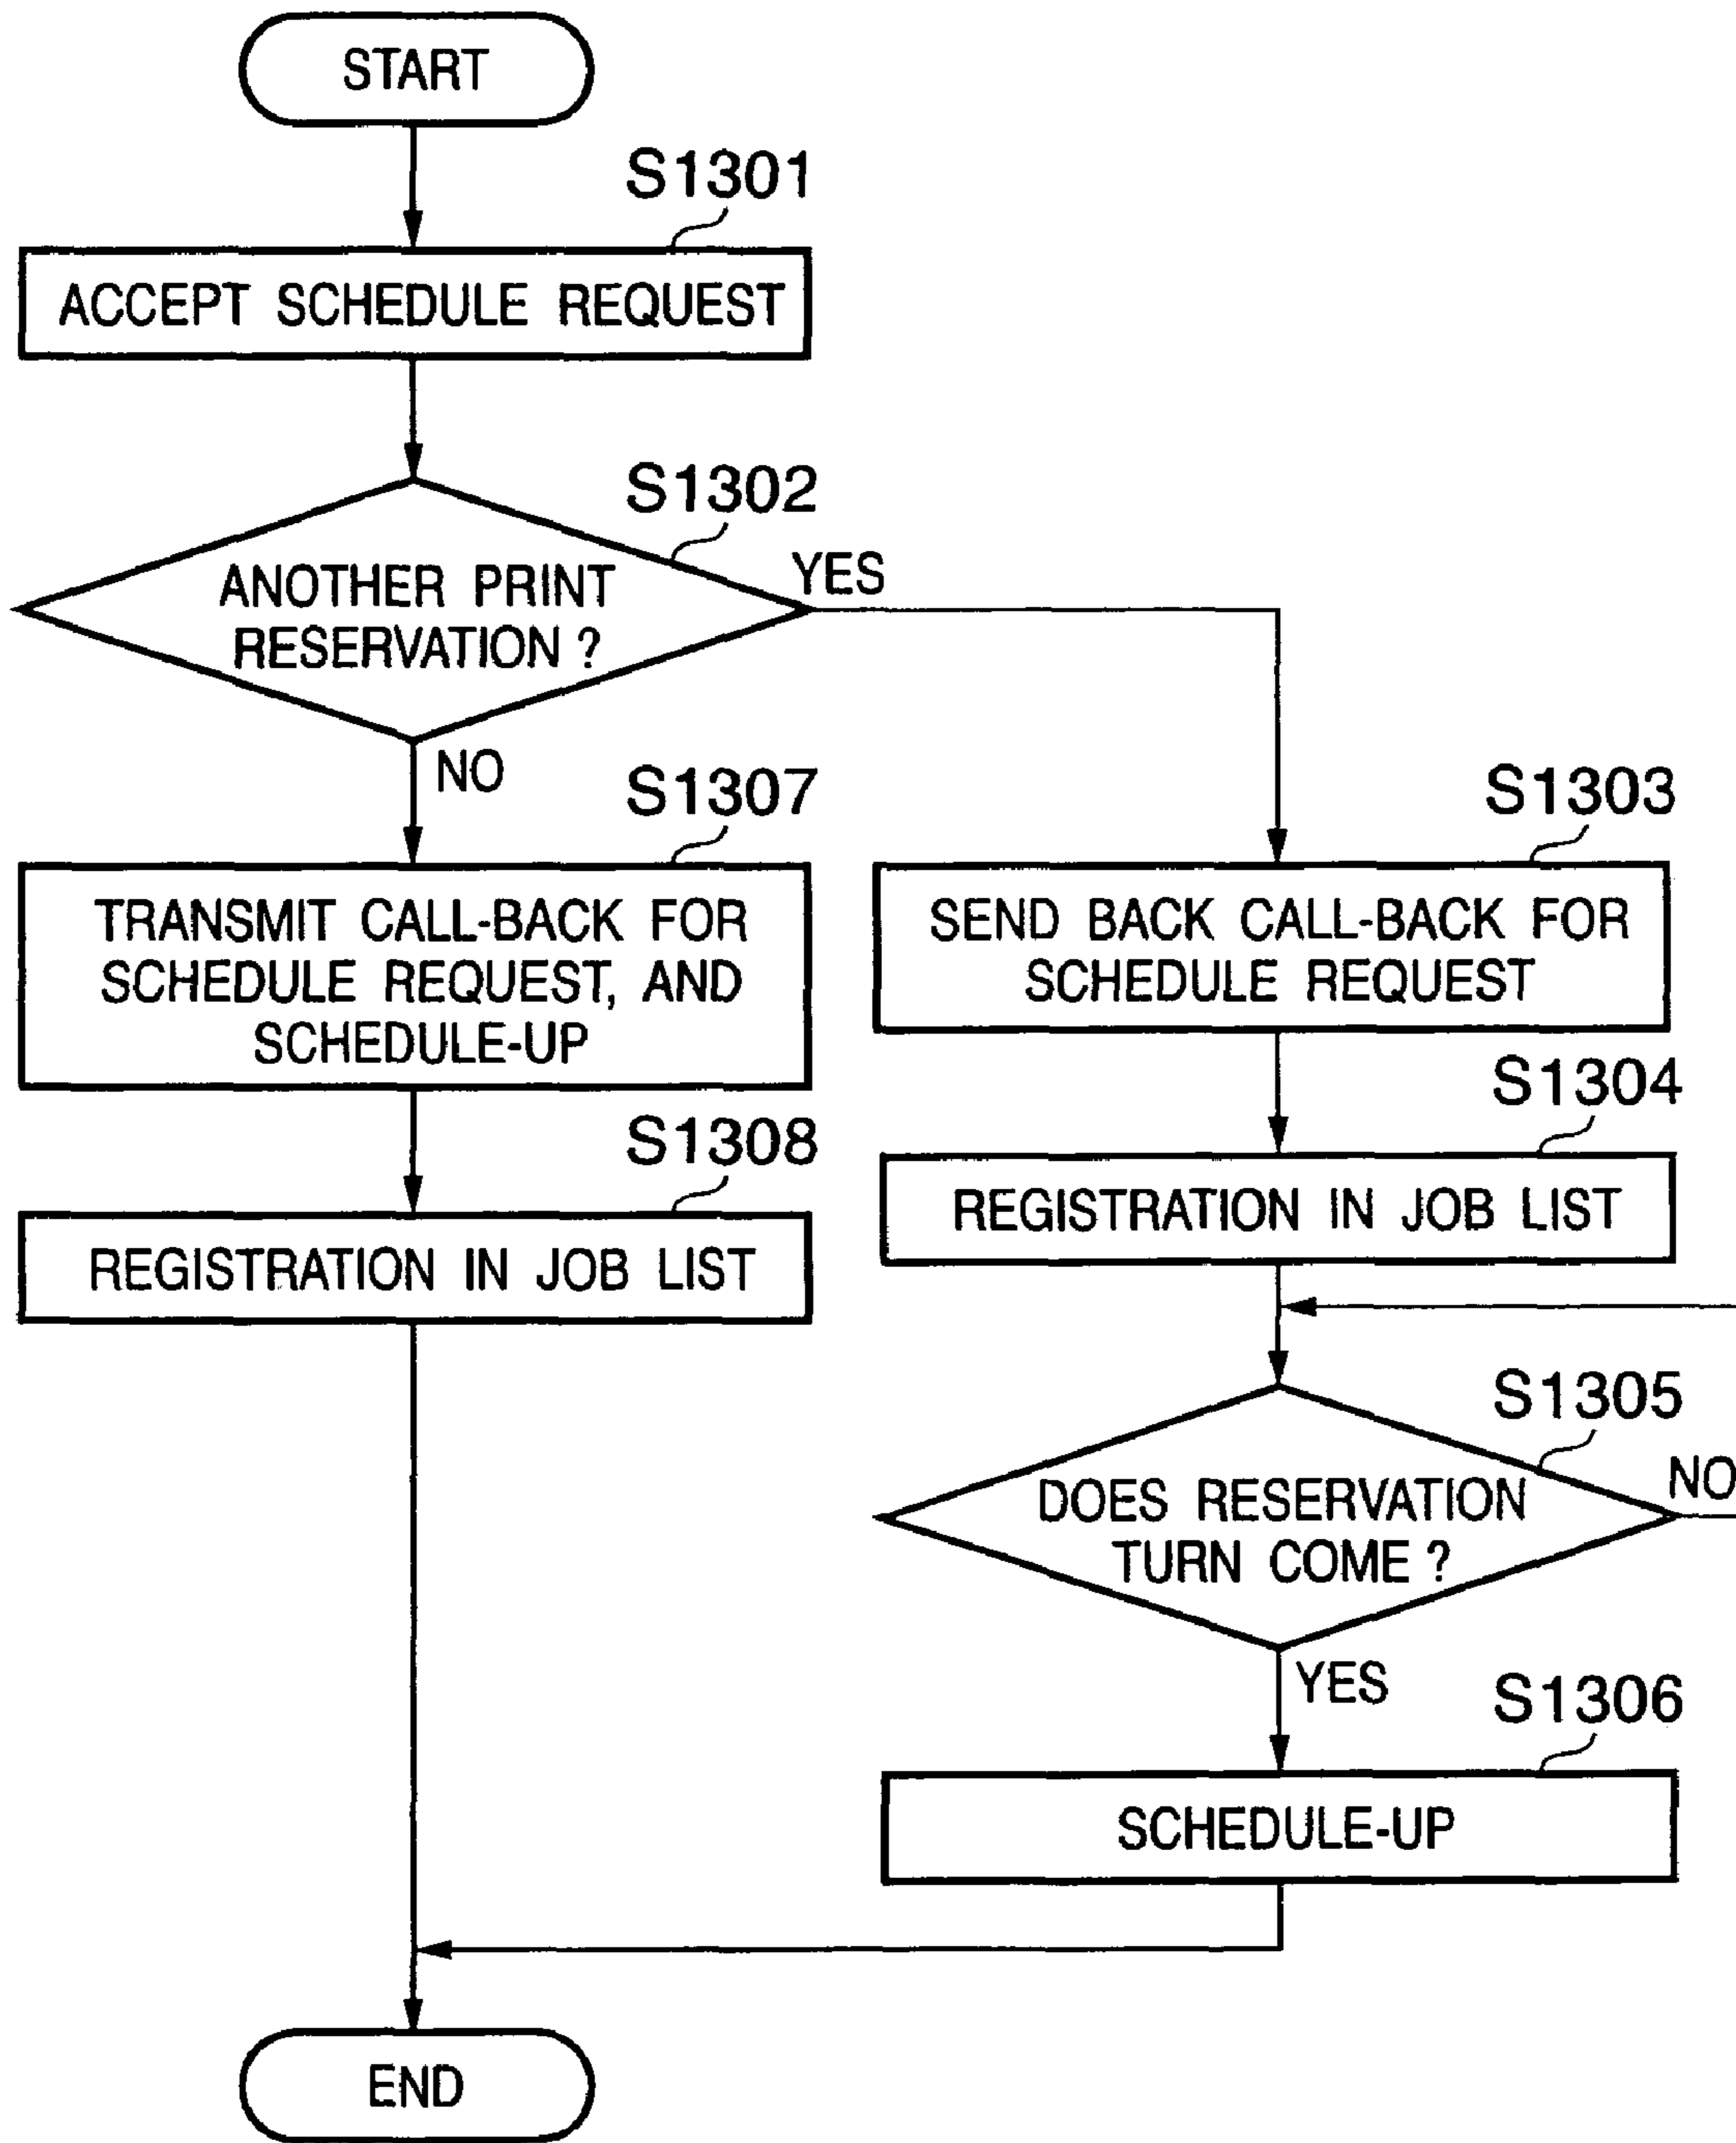 START
S1301
ACCEPT SCHEDULE REQUEST
S1302
ANOTHER PRINT
RESERVATION ?
YES
NO
S1307
TRANSMIT CALL-BACK FOR
SCHEDULE REQUEST, AND
SCHEDULE-UP
S1308
REGISTRATION IN JOB LIST
S1303
SEND BACK CALL-BACK FOR
SCHEDULE REQUEST
S1304
REGISTRATION IN JOB LIST
S1305
DOES RESERVATION
TURN COME ?
NO
YES
S1306
SCHEDULE-UP
END